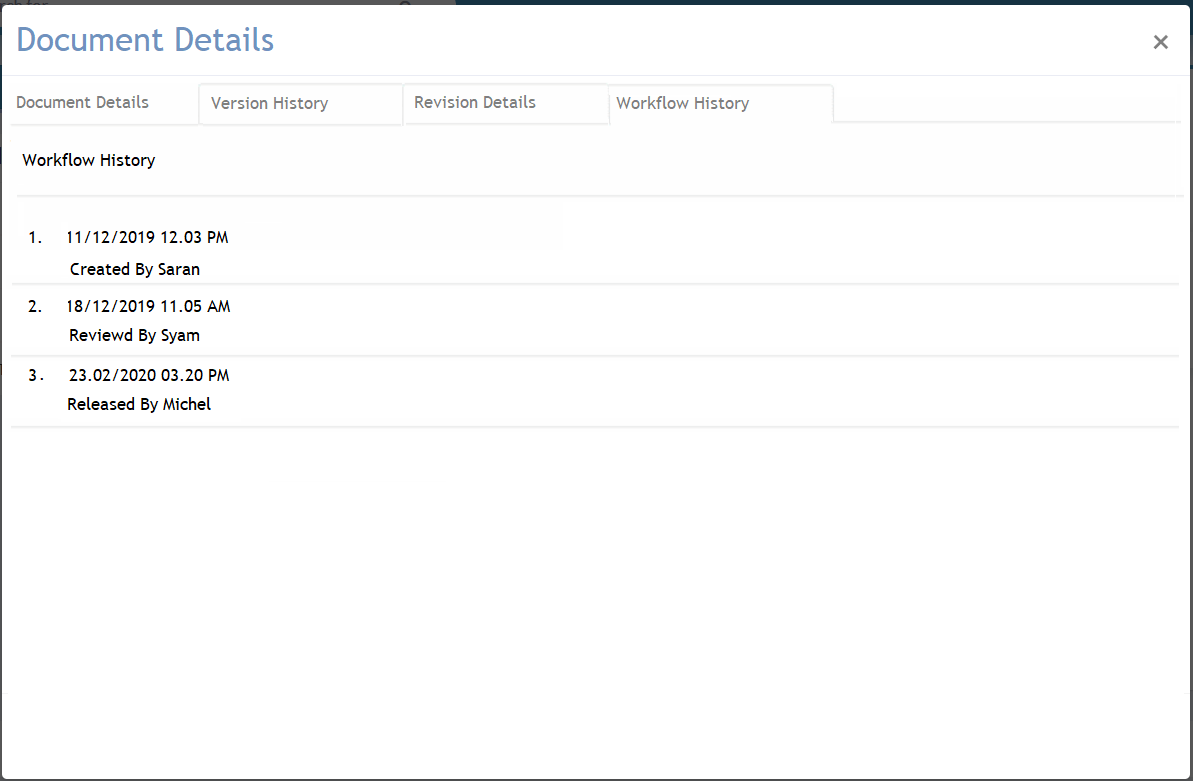 Document Details
Document Details
Version History
Revision Details
Workflow History
Workflow History
1. 11/12/2019 12.03 PM
Created By Saran
2. 18/12/2019 11.05 AM
Reviewd By Syam
3. 23.02/2020 03.20 PM
Released By Michel